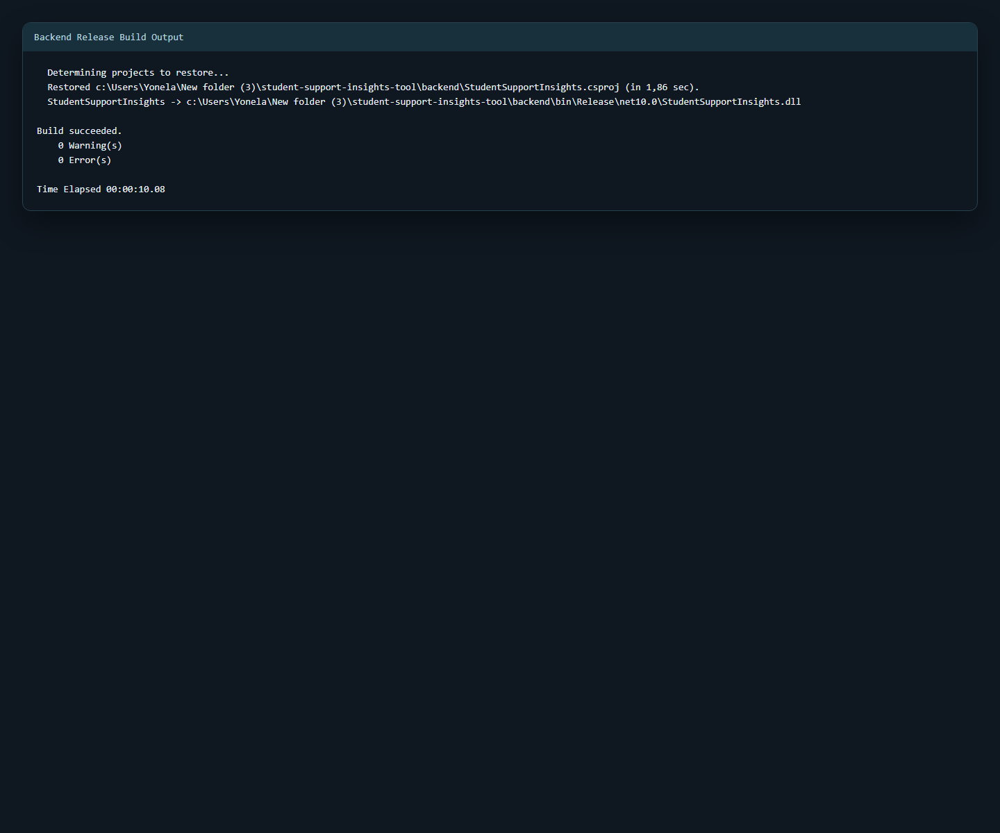 Backend Release Build Output
Determining projects to restore...
Restored c:\Users\Yonela\New folder (3)\student-support-insights-tool\backend\StudentSupportInsights.csproj (in 1,86 sec).
StudentSupportInsights -> c:\Users\Yonela\New folder (3)\student-support-insights-tool\backend\bin\Release\net10.0\StudentSupportInsights.dll
Build succeeded.
0 Warning(s)
0 Error(s)
Time Elapsed 00:00:10.08